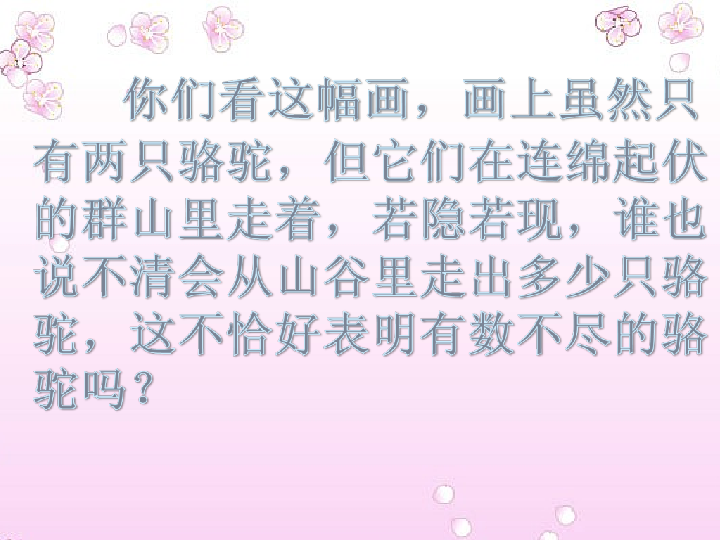 你们看这幅画，画上虽然只
有两只骆驼，但它们在连绵起伏
的群山里走着，若隐若现，谁也
说不清会从山谷里走出多少只骆
驼，这不恰好表明有数不尽的骆
驼吗？